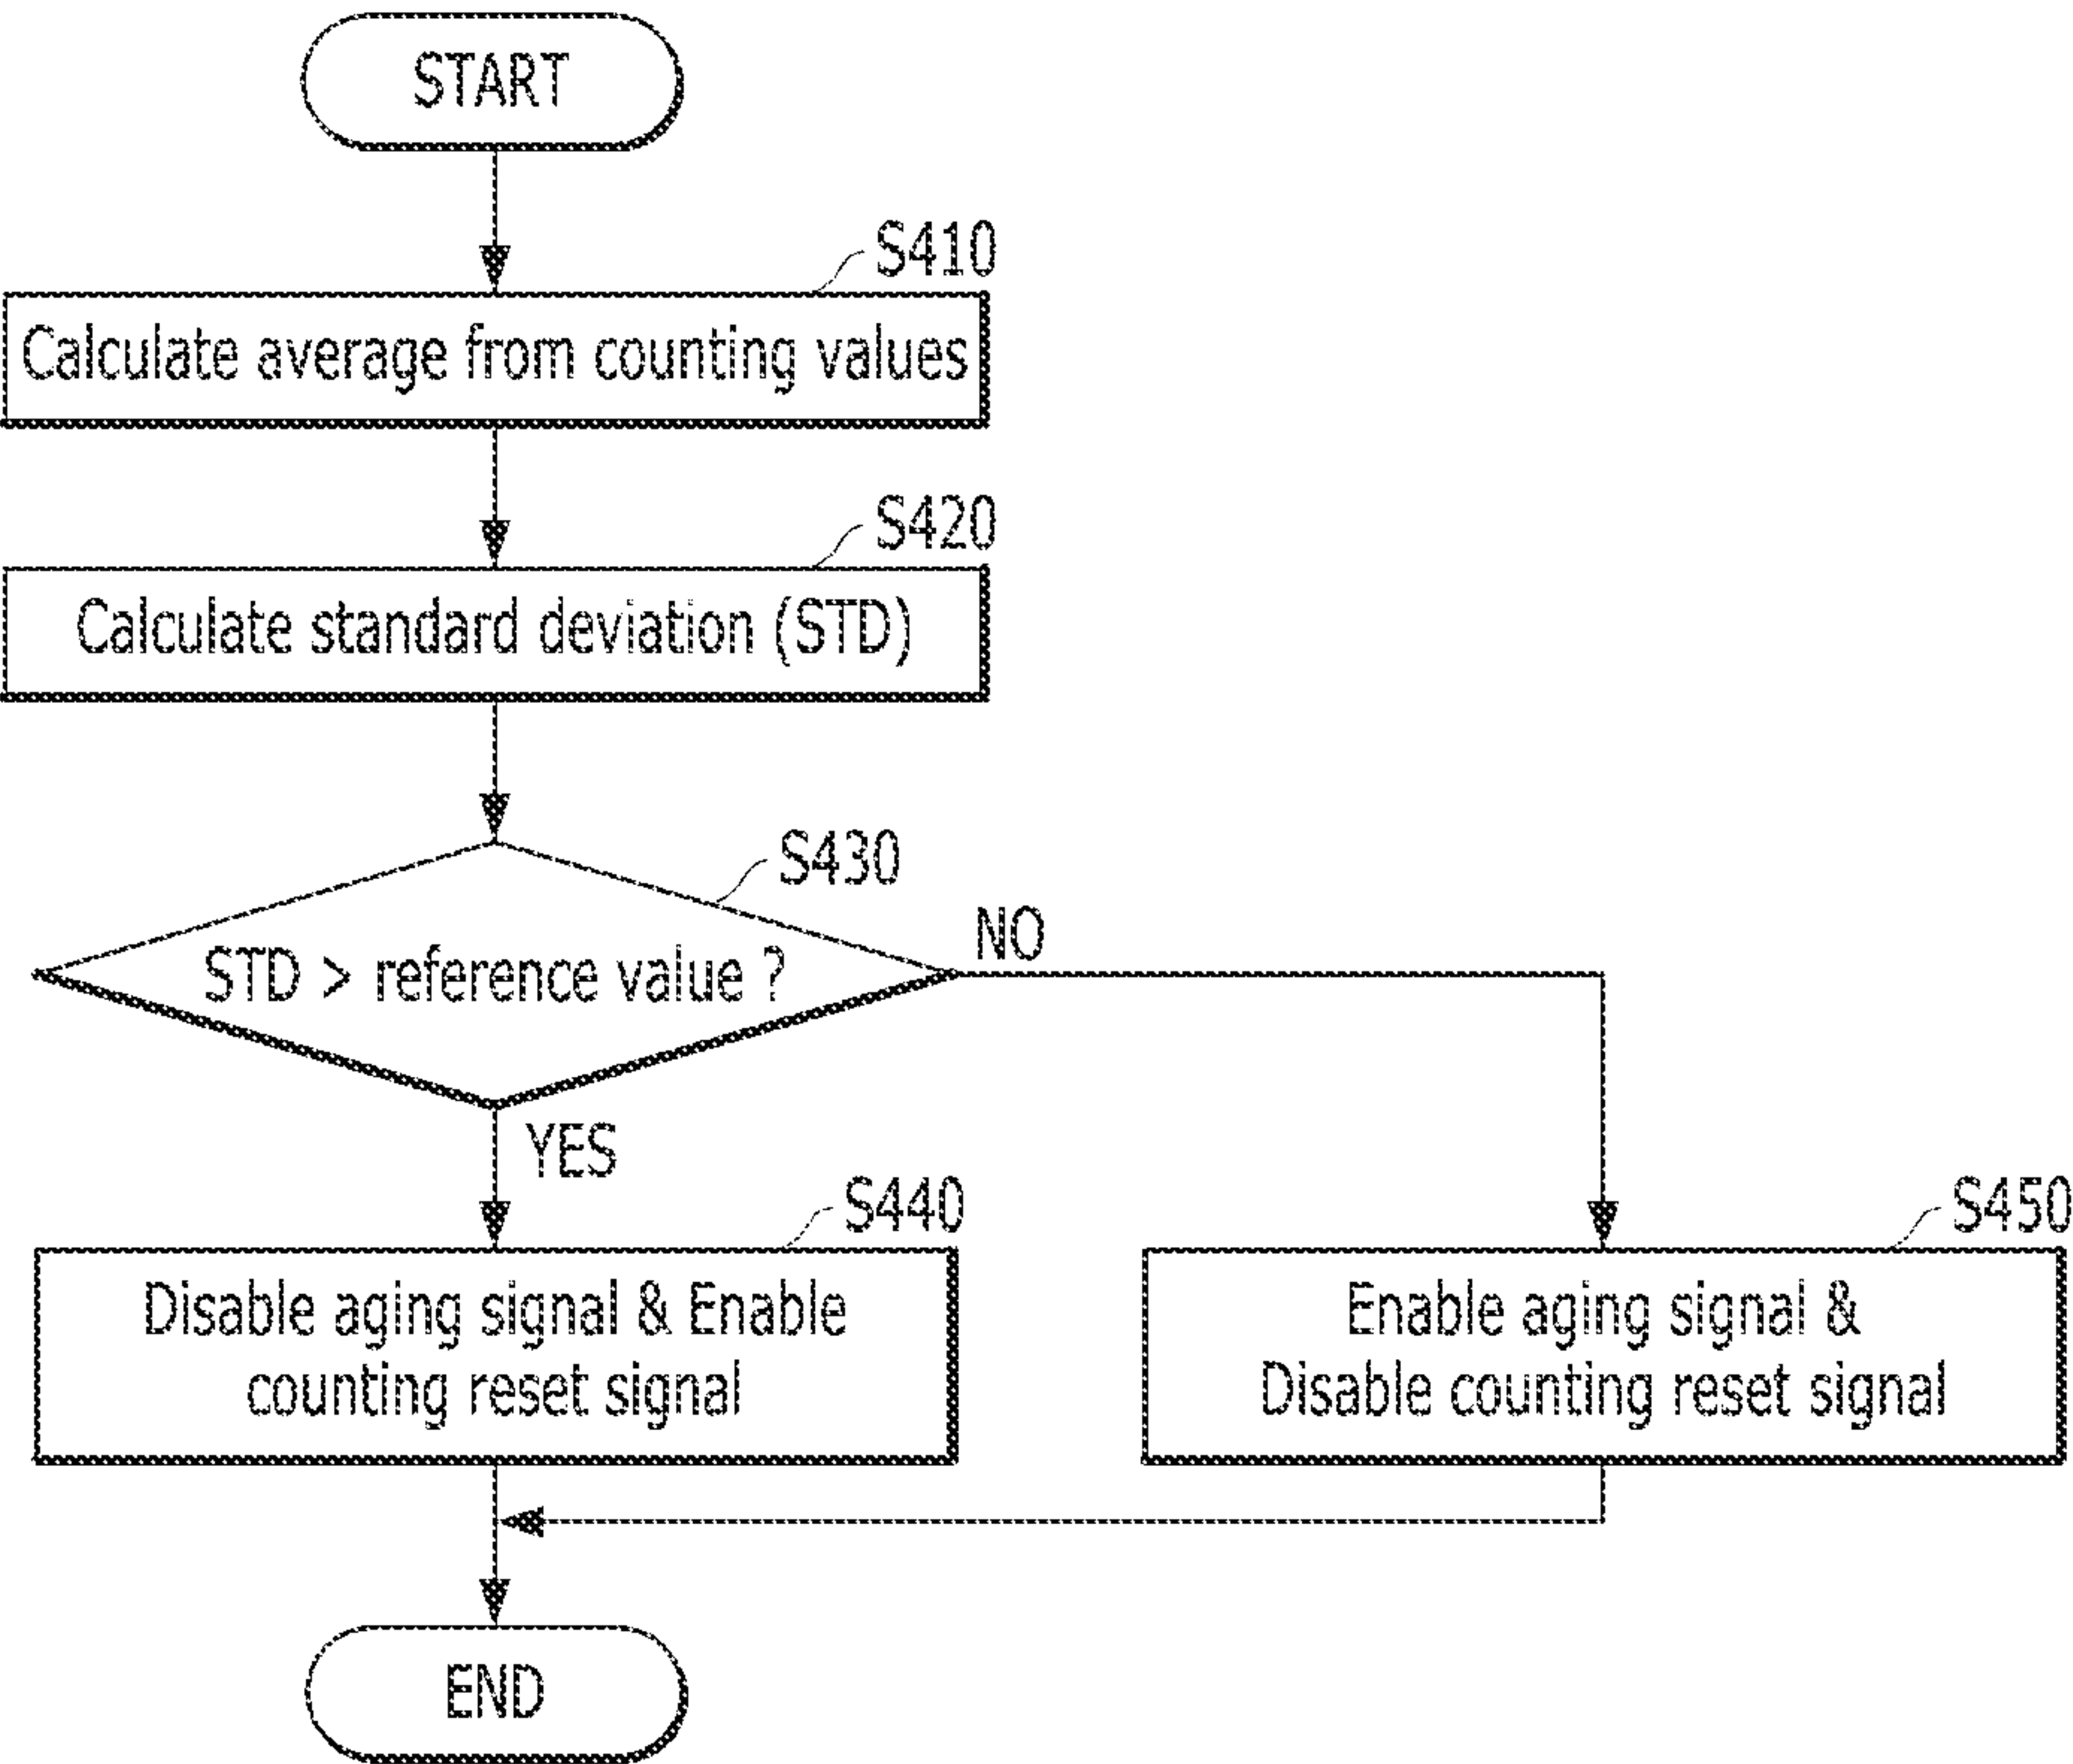 START
S410
Calculate average from counting values
S420
Calculate standard deviation (STD)
S430
STD > reference value ?
NO
YES
S440
Disable aging signal & Enable
counting reset signal
S450
Enable aging signal &
Disable counting reset signal
END